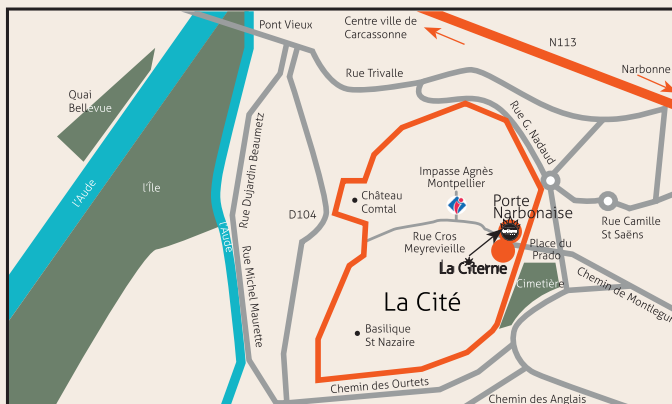 Pont Vieux
Centre ville de
Carcassonne
N113
Narbonne
Rue Trivalle
Quai
Bellevue
Rue G. Nadaud
Rue Dujardin Beaumetz
Impasse Agnès
Montpellier
l'Île
l'Aude
Château
Comtal
Porte
Narbonaise
D104
Rue Camille
St Saëns
l'Aude
Rue Cros
Meyrevieille
Place du
Prado
La Citerne
Rue Michel Maurette
Cimetière
Chemin de Montlegun
La Cité
Basilique
St Nazaire
Chemin des Ourtets
Chemin des Anglais